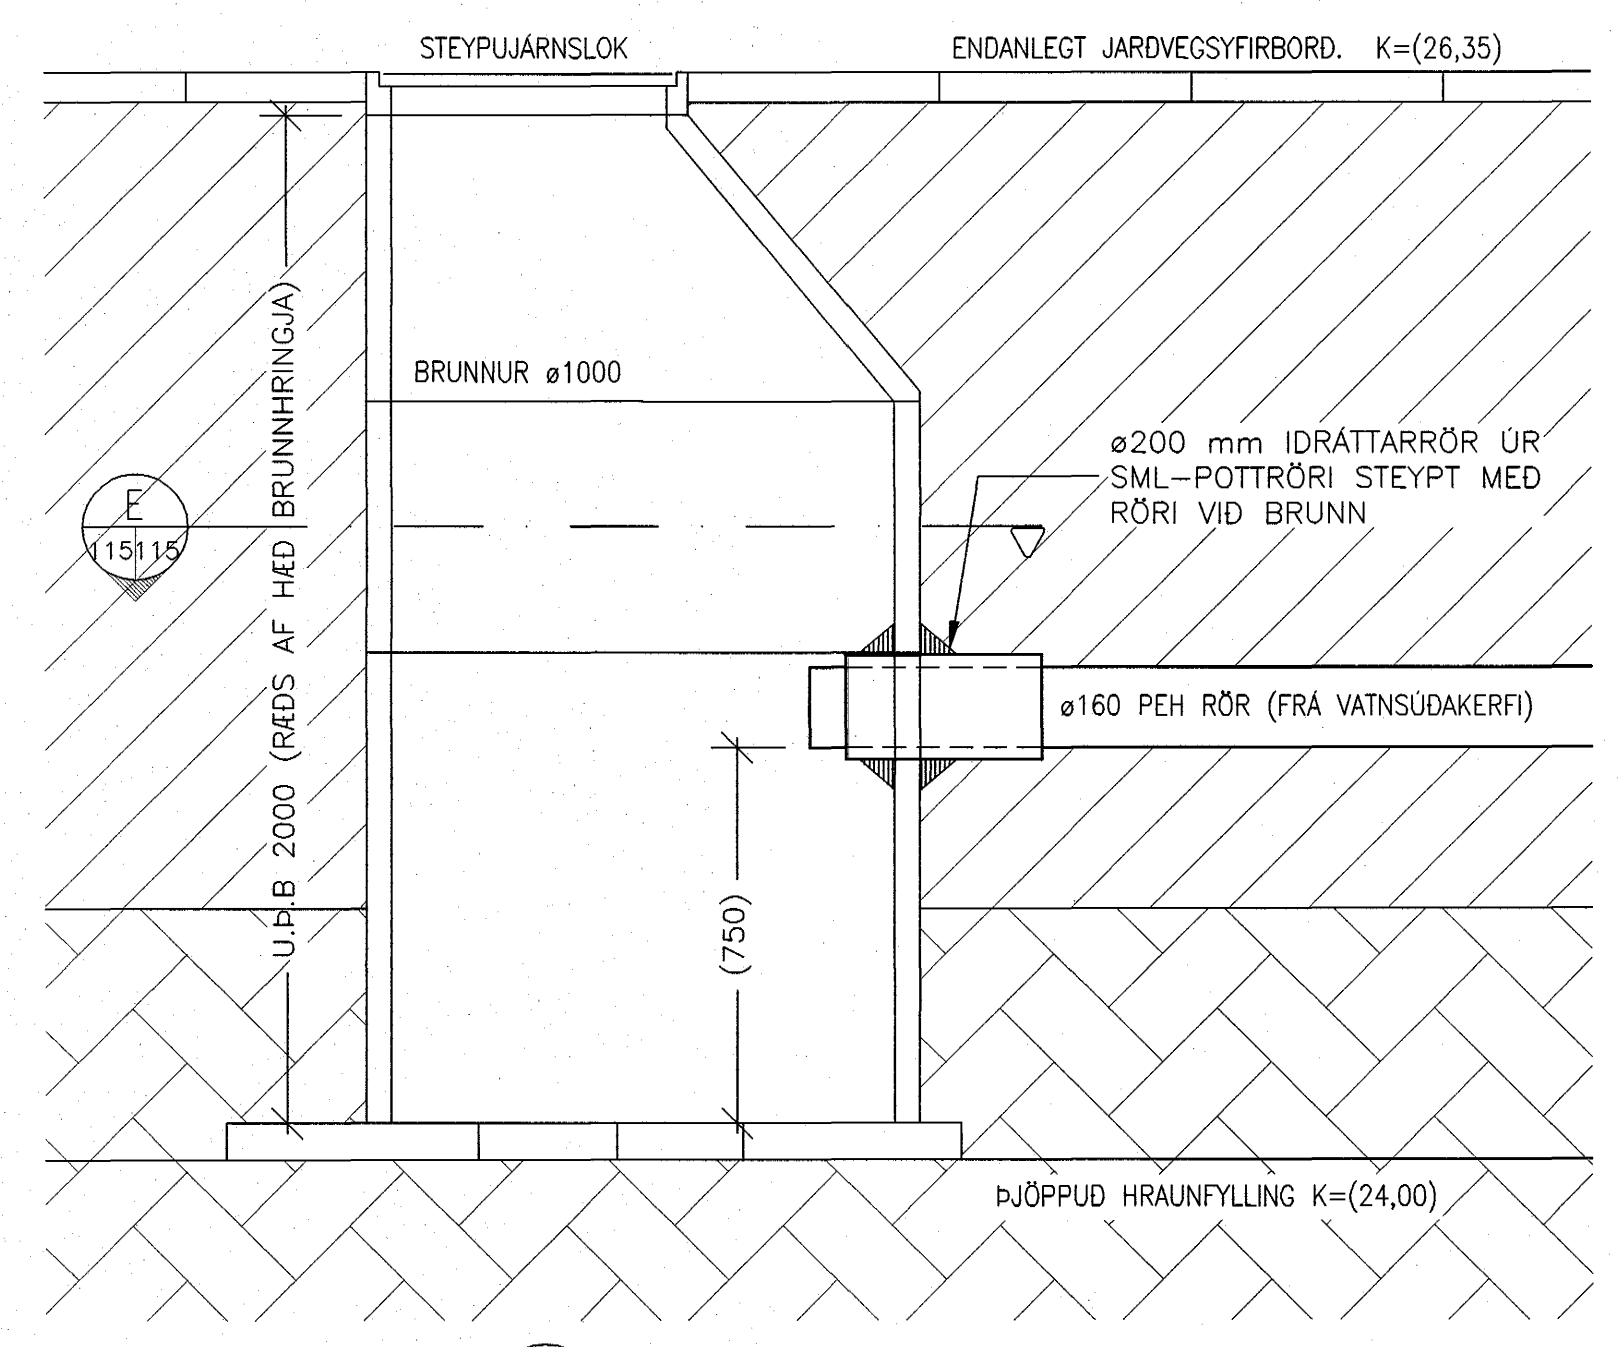 STEYPUJÁRNSLOK
ENDANLEGT JARÐVEGSYFIRBORÐ. K=(26,35)
BRUNNUR ø1000
ø200 mm IDRÁTTARRÖR ÚR
SML-POTTRÖRI STEYPT MEÐ
RÖRI VIÐ BRUNN
E
115 115
U.Þ.B 2000 (RÆÐS AF HÆÐ BRUNNHRINGJA)
ø160 PEH RÖR (FRÁ VATNSÚÐAKERFI)
(750)
ÞJÖPPUÐ HRAUNFYLLING K=(24,00)